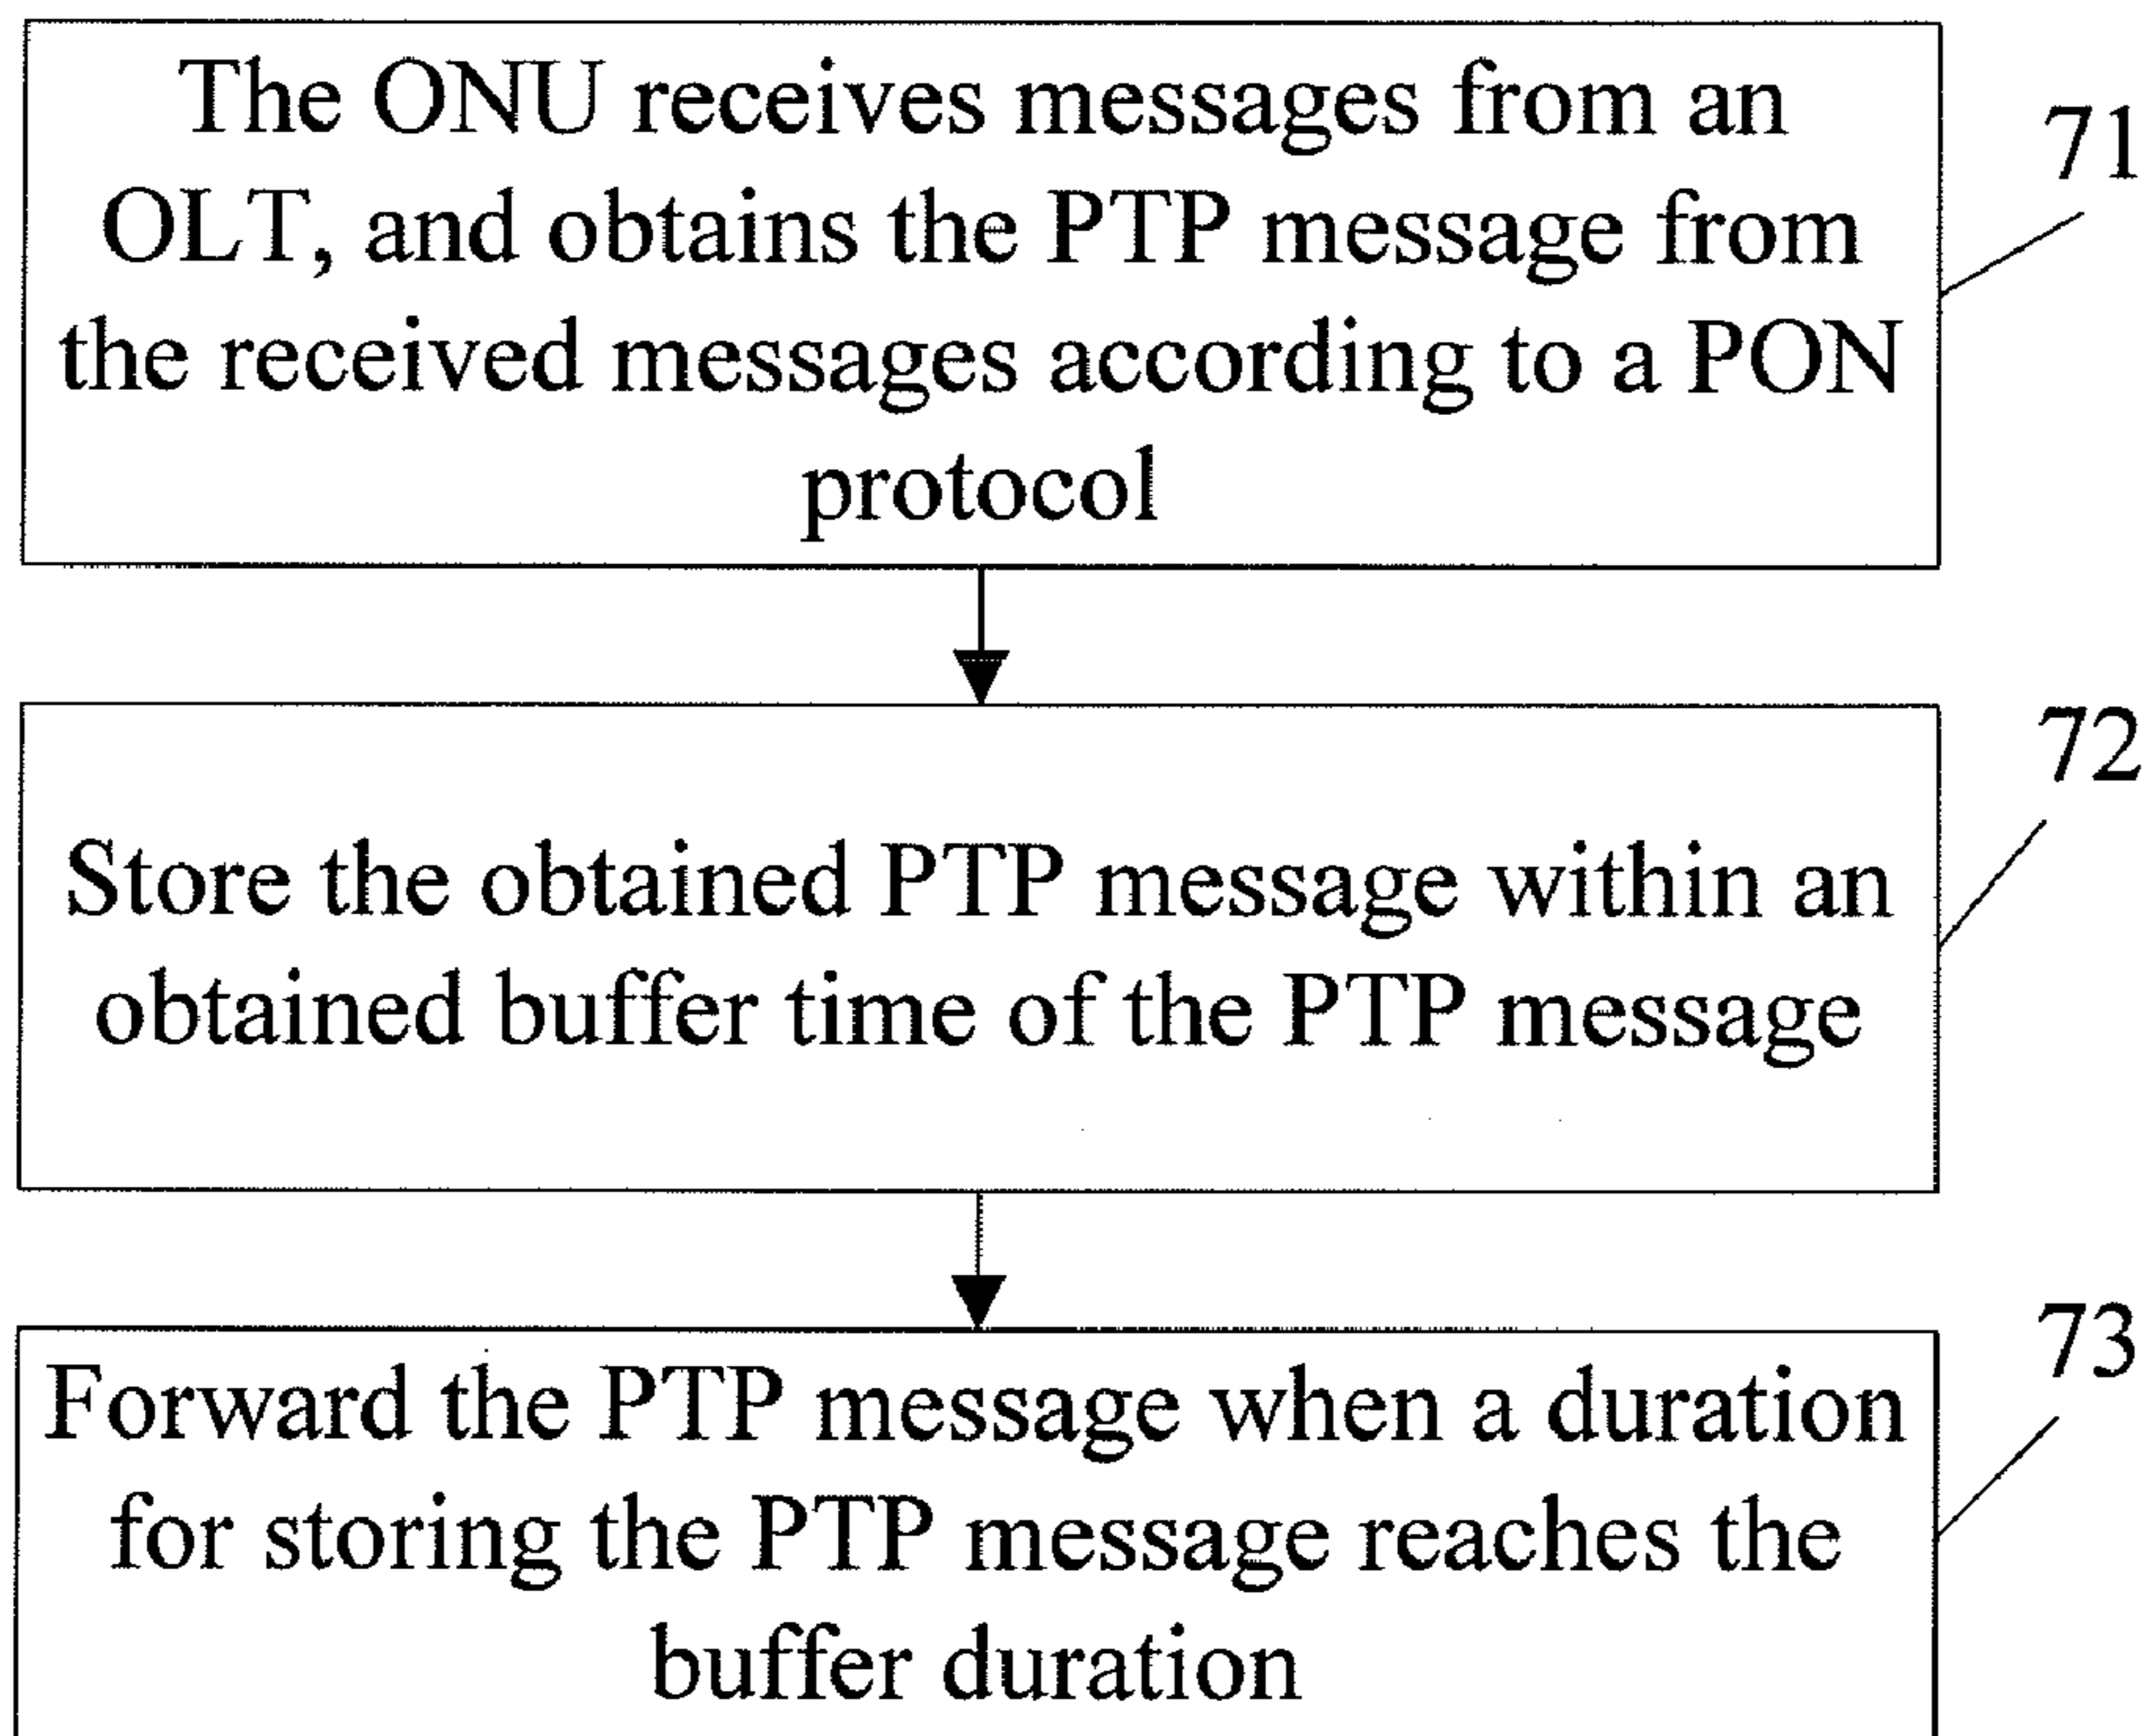 The ONU receives messages from an
OLT, and obtains the PTP message from
the received messages according to a PON
protocol
71
Store the obtained PTP message within an
obtained buffer time of the PTP message
72
Forward the PTP message when a duration
for storing the PTP message reaches the
buffer duration
73